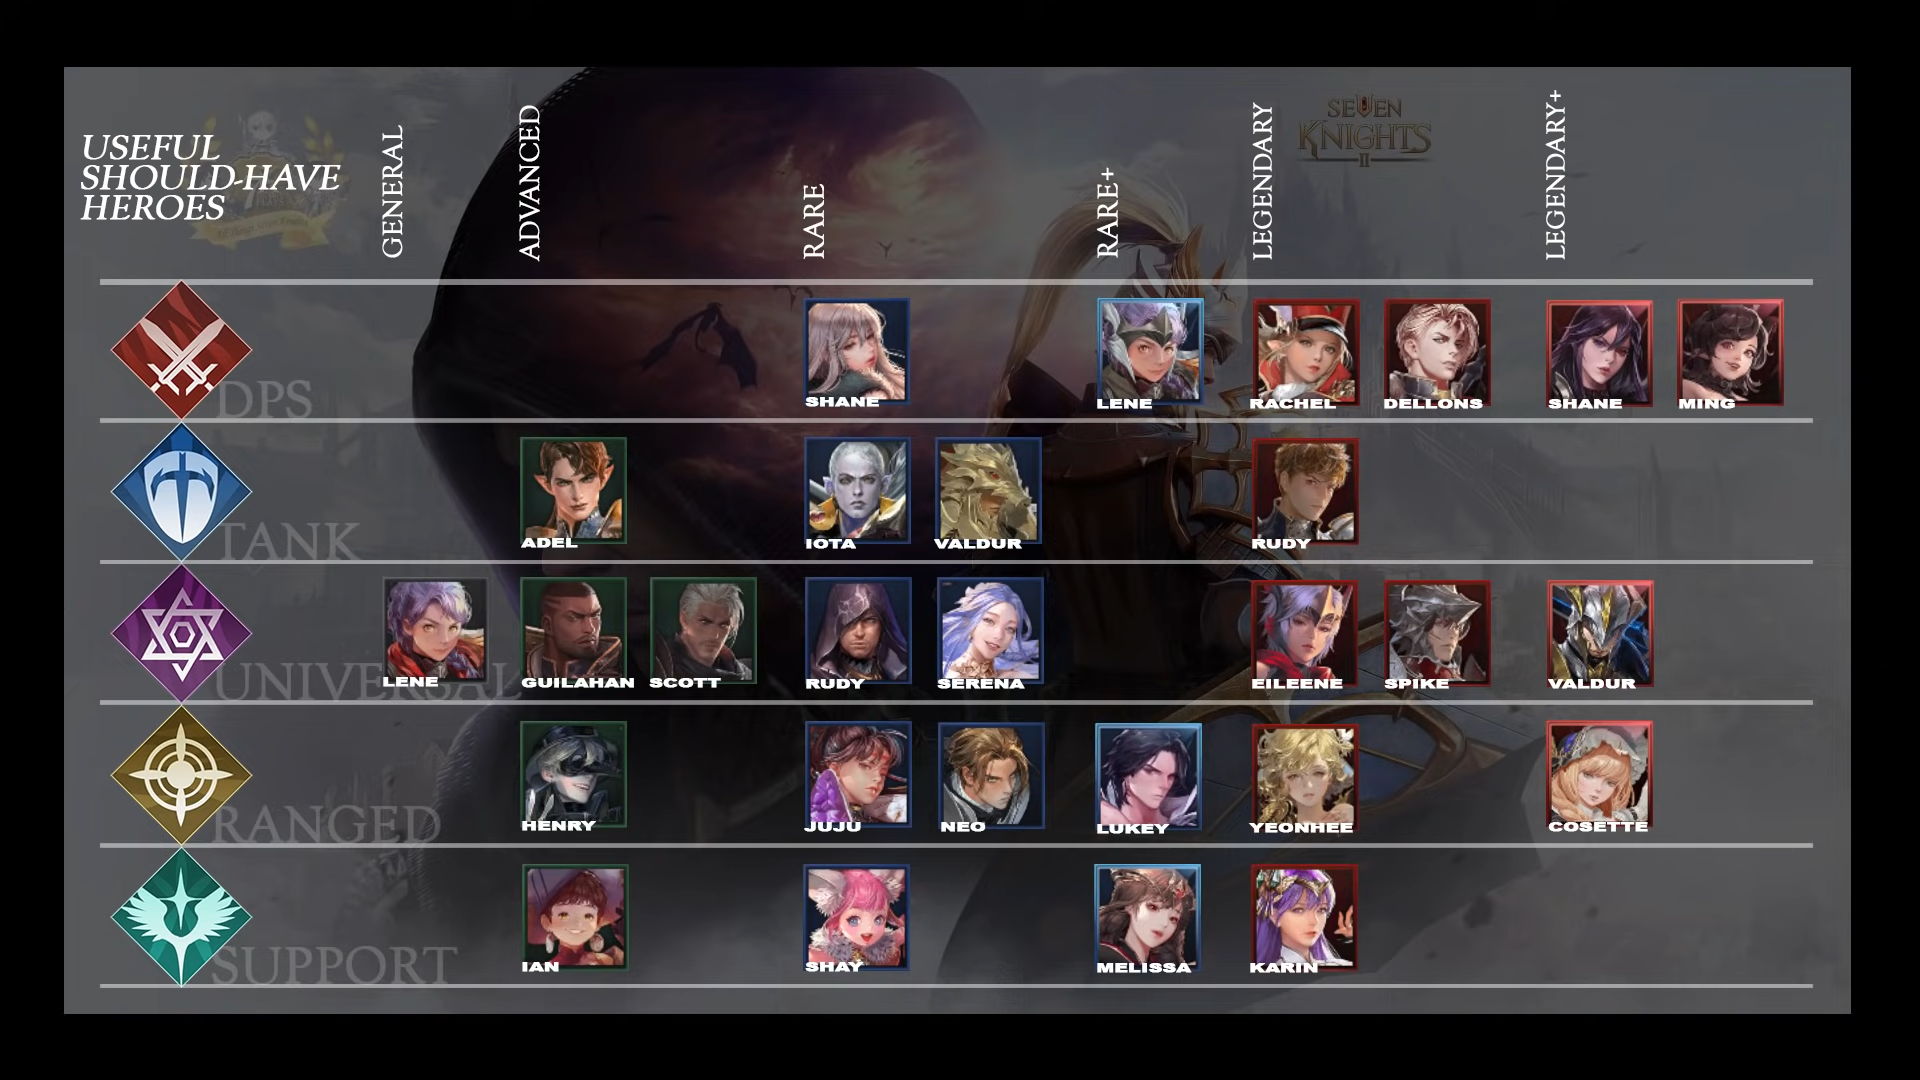 USEFUL
SHOULD-HAVE
HEROES
GENERAL
ADVANCED
RARE
RARE+
LEGENDARY
SEVEN
KNIGHTS
II
LEGENDARY+
DPS
SHANE
LENE
RACHEL
DELLONS
SHANE
MING
TANK
ADEL
IOTA
VALDUR
RUDY
UNIVERSAL
LENE
GUILAHAN
SCOTT
RUDY
SERENA
EILEENE
SPIKE
VALDUR
RANGED
HENRY
JUJU
NEO
LUKEY
YEONHEE
COSETTE
SUPPORT
IAN
SHAY
MELISSA
KARIN